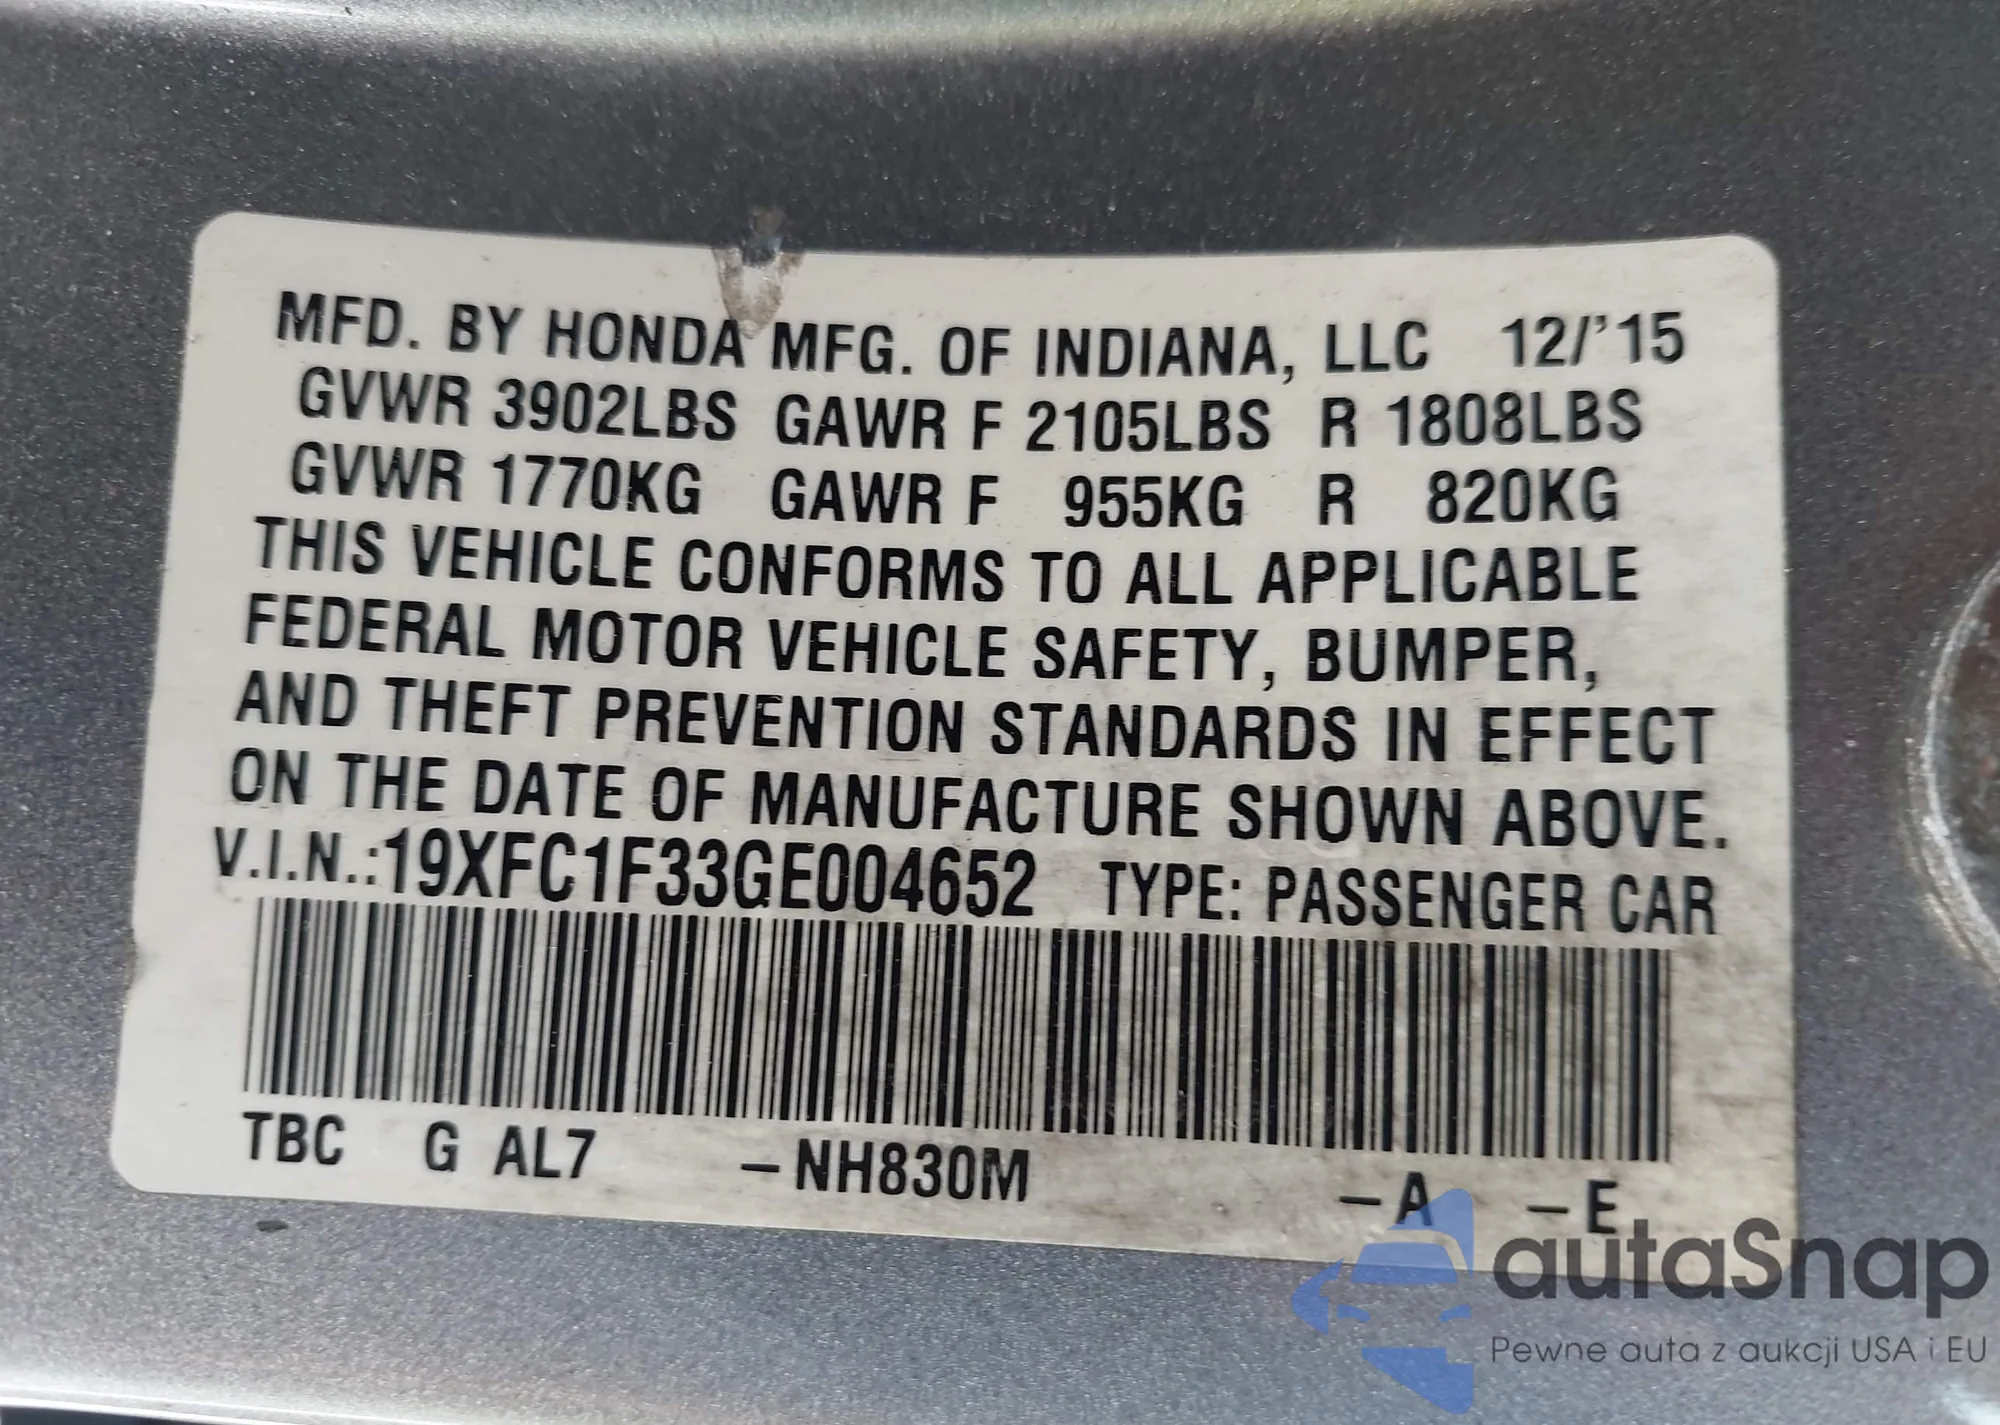 MFD. BY HONDA MFG. OF INDIANA, LLC 12/'15
GVWR 3902LBS GAWR F 2105LBS R 1808LBS
GVWR 1770KG GAWR F 955KG R 820KG
THIS VEHICLE CONFORMS TO ALL APPLICABLE
FEDERAL MOTOR VEHICLE SAFETY, BUMPER,
AND THEFT PREVENTION STANDARDS IN EFFECT
ON THE DATE OF MANUFACTURE SHOWN ABOVE.
V.I.N.:19XFC1F33GE004652 TYPE: PASSENGER CAR
TBC G AL7 –NH830M –A –E
autaSnap
Pewne auta z aukcji USA i EU